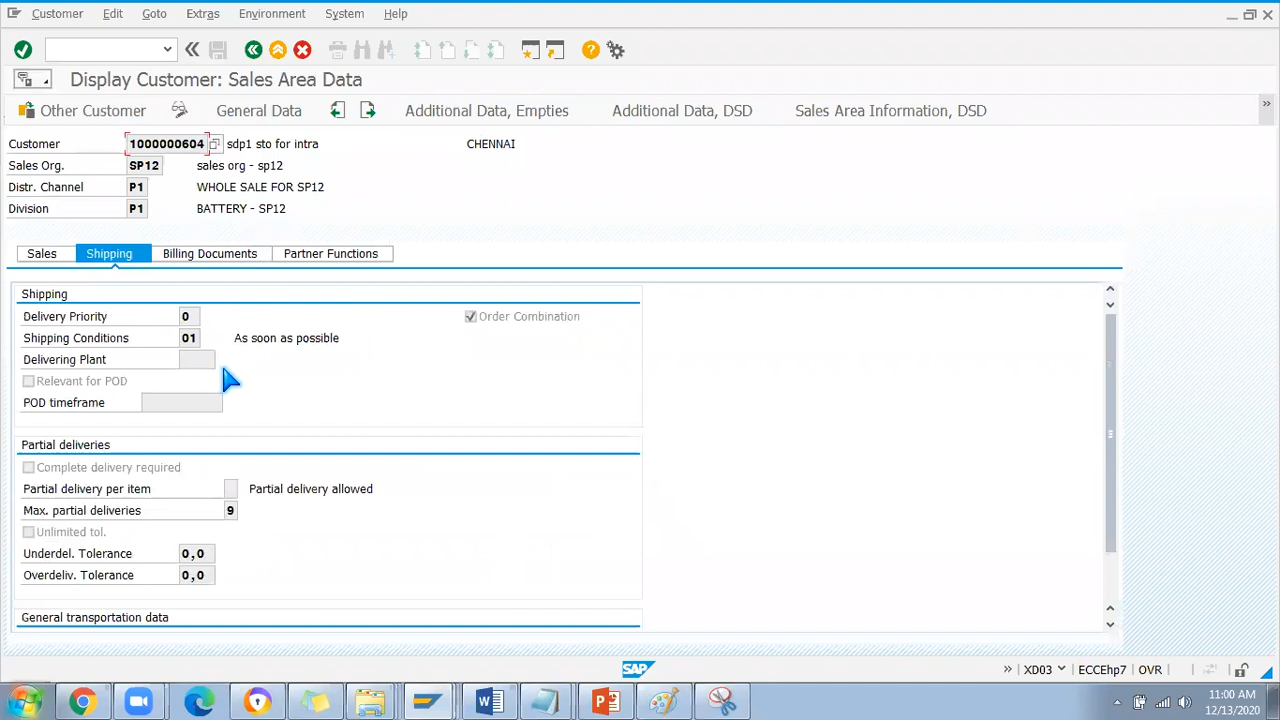 Customer Edit Goto Extras Environment System Help
Display Customer: Sales Area Data
Other Customer General Data Additional Data, Empties Additional Data, DSD Sales Area Information, DSD
Customer 1000000604 sdp1 sto for intra CHENNAI
Sales Org. SP12 sales org - sp12
Distr. Channel P1 WHOLE SALE FOR SP12
Division P1 BATTERY - SP12
Sales Shipping Billing Documents Partner Functions
Shipping
Delivery Priority 0 Order Combination
Shipping Conditions 01 As soon as possible
Delivering Plant
Relevant for POD
POD timeframe
Partial deliveries
Complete delivery required
Partial delivery per item Partial delivery allowed
Max. partial deliveries 9
Unlimited tol.
Underdel. Tolerance 0,0
Overdeliv. Tolerance 0,0
General transportation data
SAP
XD03 ECCEhp7 OVR
11:00 AM
12/13/2020